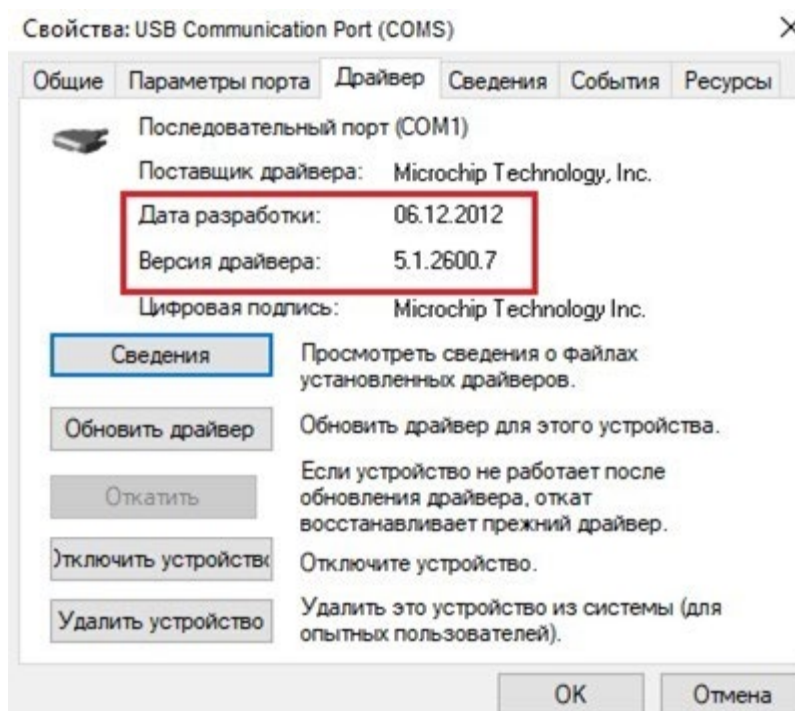 Свойства: USB Communication Port (COMS)
Общие Параметры порта Драйвер Сведения События Ресурсы
Последовательный порт (COM1)
Поставщик драйвера: Microchip Technology, Inc.
Дата разработки: 06.12.2012
Версия драйвера: 5.1.2600.7
Цифровая подпись: Microchip Technology Inc.
Сведения Просмотреть сведения о файлах
установленных драйверов.
Обновить драйвер Обновить драйвер для этого устройства.
Откатить Если устройство не работает после
обновления драйвера, откат
восстанавливает прежний драйвер.
Отключить устройство Отключите устройство.
Удалить устройство Удалить это устройство из системы (для
опытных пользователей).
OK Отмена